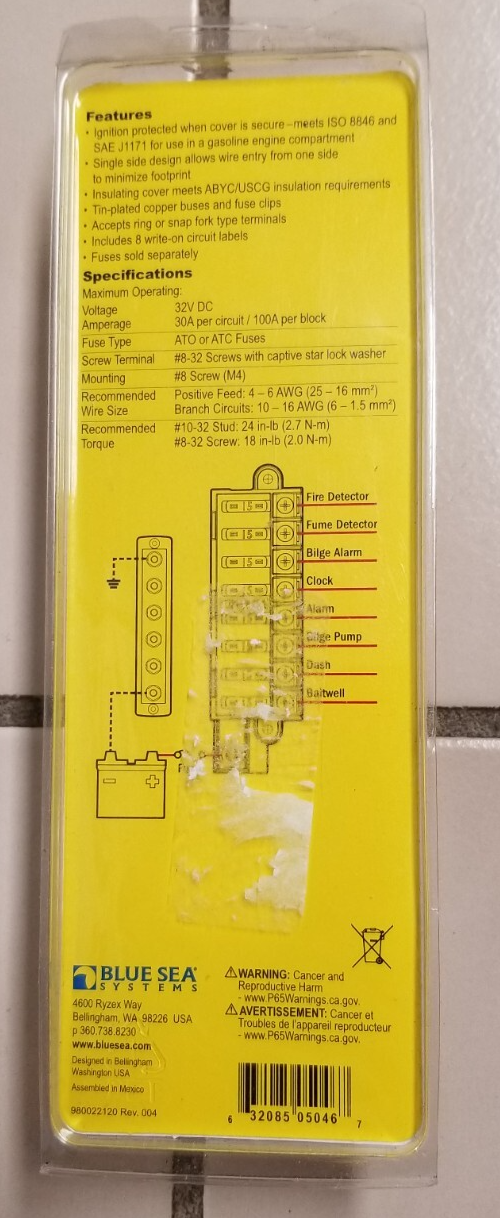 Features
• Ignition protected when cover is secure –meets ISO 8846 and
SAE J1171 for use in a gasoline engine compartment
• Single side design allows wire entry from one side
to minimize footprint
• Insulating cover meets ABYC/USCG insulation requirements
• Tin-plated copper buses and fuse clips
• Accepts ring or snap fork type terminals
• Includes 8 write-on circuit labels
• Fuses sold separately
Specifications
Maximum Operating:
Voltage 32V DC
Amperage 30A per circuit / 100A per block
Fuse Type ATO or ATC Fuses
Screw Terminal #8-32 Screws with captive star lock washer
Mounting #8 Screw (M4)
Recommended Positive Feed: 4 – 6 AWG (25 – 16 mm²)
Wire Size Branch Circuits: 10 – 16 AWG (6 – 1.5 mm²)
Recommended #10-32 Stud: 24 in-lb (2.7 N-m)
Torque #8-32 Screw: 18 in-lb (2.0 N-m)
15 Fire Detector
15 Fume Detector
15 Bilge Alarm
15 Clock
Alarm
Bilge Pump
Dash
Baitwell
– +
BLUE SEA
SYSTEMS
4600 Ryzex Way
Bellingham, WA 98226 USA
p 360.738.8230
www.bluesea.com
Designed in Bellingham
Washington USA
Assembled in Mexico
980022120 Rev. 004
⚠WARNING: Cancer and
Reproductive Harm
- www.P65Warnings.ca.gov.
⚠AVERTISSEMENT: Cancer et
Troubles de l'appareil reproducteur
- www.P65Warnings.ca.gov.
6 32085 05046 7